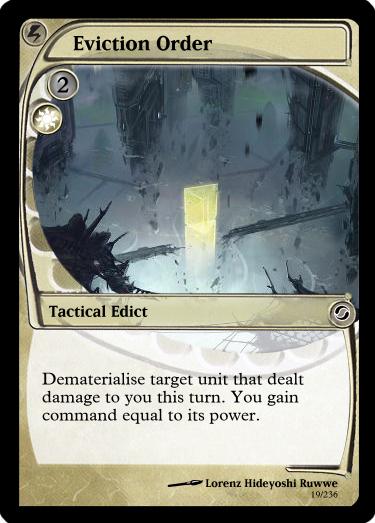 Eviction Order
2
Tactical Edict
Dematerialise target unit that dealt
damage to you this turn. You gain
command equal to its power.
Lorenz Hideyoshi Ruwwe
19/236